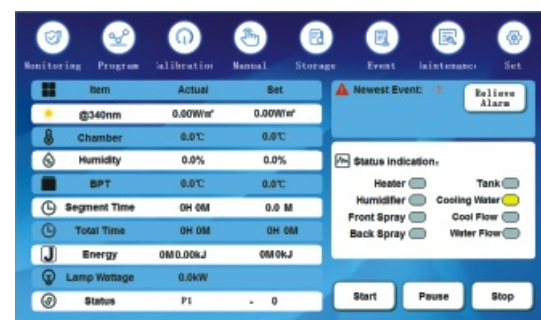 Monitoring Program Calibration Manual Storage Event Maintenance Set
Item Actual Set
@340nm 0.00W/m² 0.00W/m²
Chamber 0.0℃ 0.0℃
Humidity 0.0% 0.0%
BPT 0.0℃ 0.0℃
Segment Time 0H 0M 0.0 M
Total Time 0H 0M 0H 0M
Energy 0M0.00kJ 0M0kJ
Lamp Wattage 0.0kW
Status P1 - 0
Newest Event: -2
Relieve
Alarm
Status indication:
Heater Tank
Humidifier Cooling Water
Front Spray Cool Flow
Back Spray Water Flow
Start Pause Stop